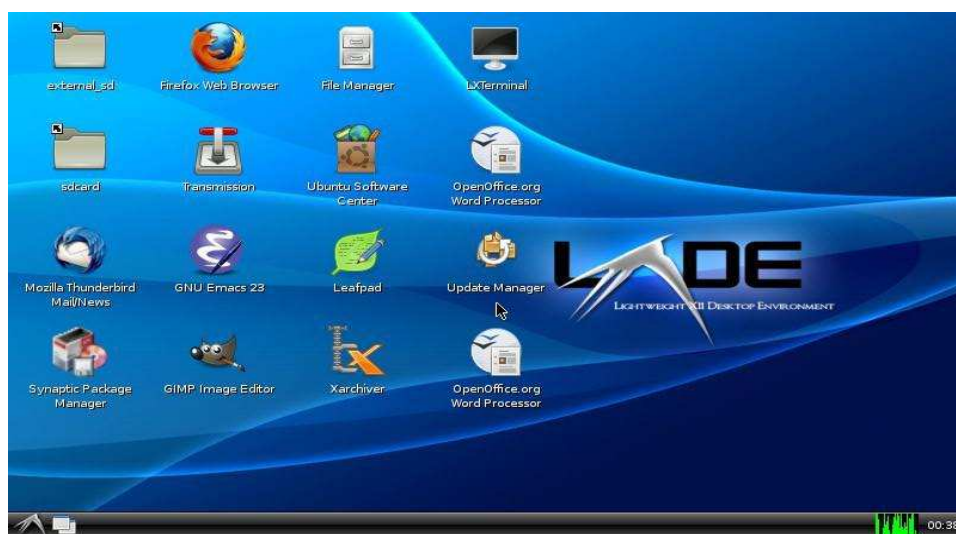 external_sd
Firefox Web Browser
File Manager
LXTerminal
sdcard
Transmission
Ubuntu Software
Center
OpenOffice.org
Word Processor
Mozilla Thunderbird
Mail/News
GNU Emacs 23
Leafpad
Update Manager
LXDE
Lightweight X11 Desktop Environment
Synaptic Package
Manager
GIMP Image Editor
Xarchiver
OpenOffice.org
Word Processor
00:38